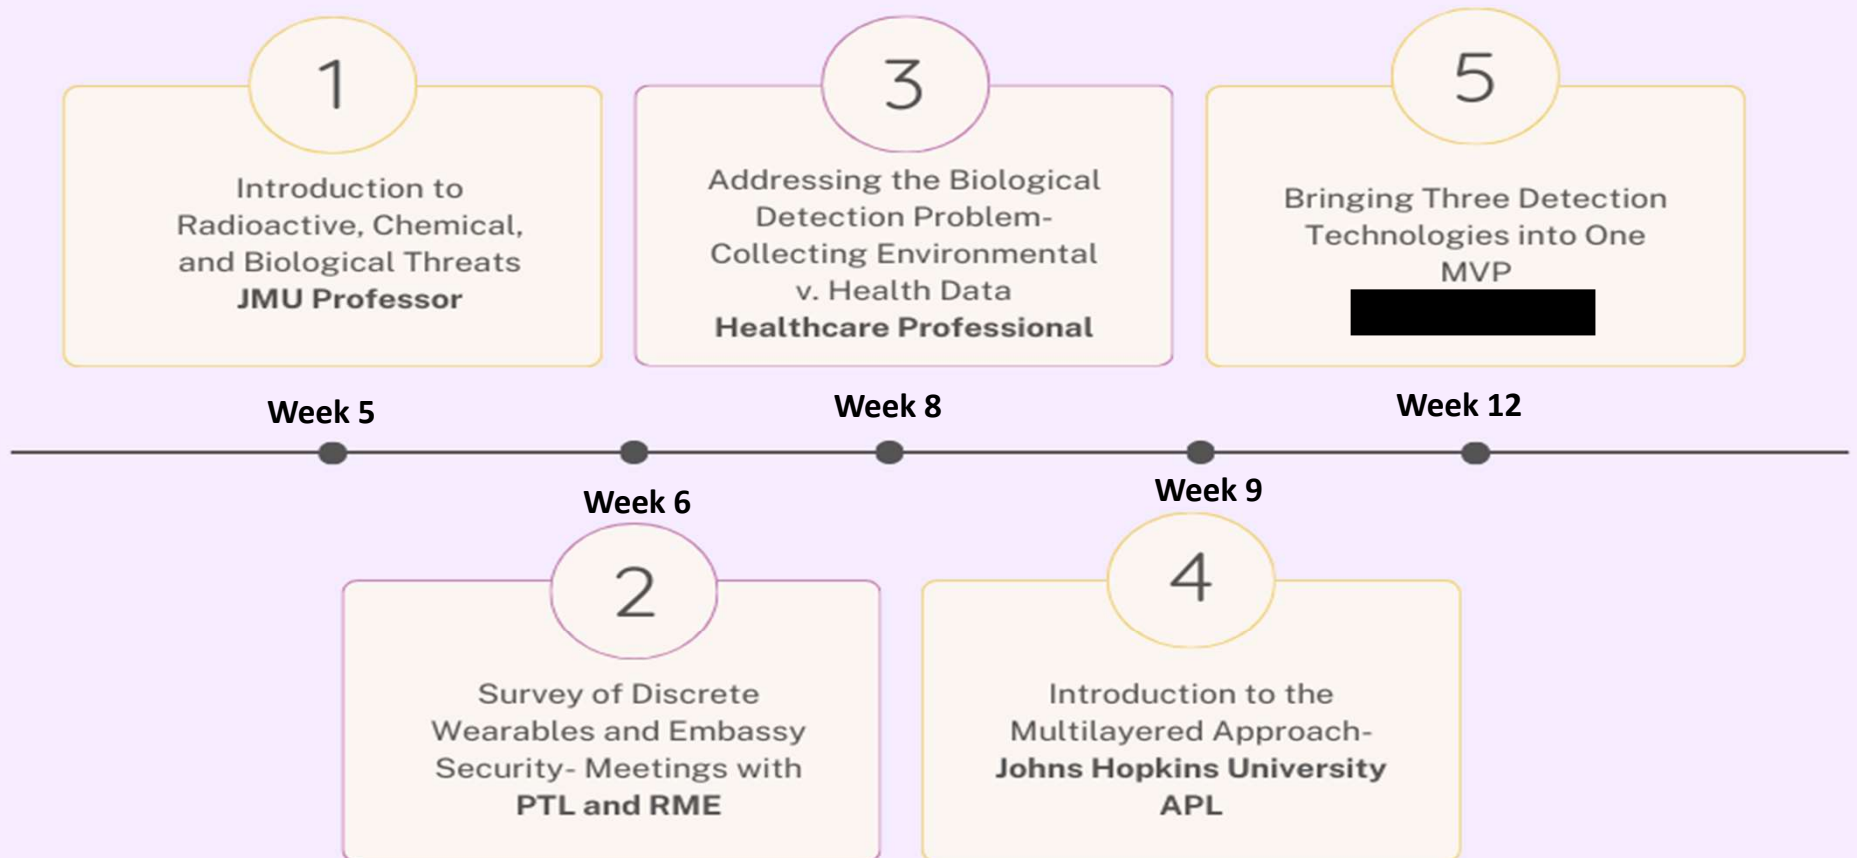 1
Introduction to
Radioactive, Chemical,
and Biological Threats
JMU Professor
3
Addressing the Biological
Detection Problem-
Collecting Environmental
v. Health Data
Healthcare Professional
5
Bringing Three Detection
Technologies into One
MVP
Week 5
Week 8
Week 12
Week 6
Week 9
2
Survey of Discrete
Wearables and Embassy
Security- Meetings with
PTL and RME
4
Introduction to the
Multilayered Approach-
Johns Hopkins University
APL